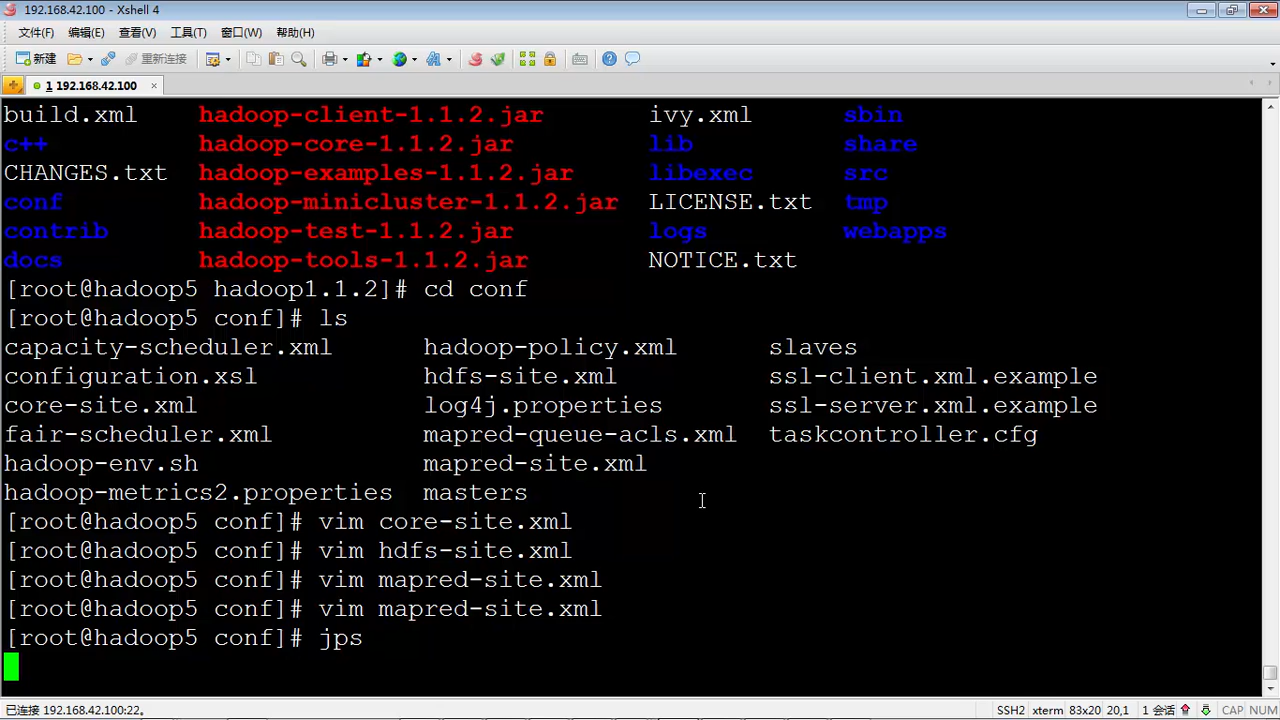 192.168.42.100 - Xshell 4
文件(F) 编辑(E) 查看(V) 工具(T) 窗口(W) 帮助(H)
新建 重新连接
1 192.168.42.100
build.xml hadoop-client-1.1.2.jar ivy.xml sbin
c++ hadoop-core-1.1.2.jar lib share
CHANGES.txt hadoop-examples-1.1.2.jar libexec src
conf hadoop-minicluster-1.1.2.jar LICENSE.txt tmp
contrib hadoop-test-1.1.2.jar logs webapps
docs hadoop-tools-1.1.2.jar NOTICE.txt
[root@hadoop5 hadoop1.1.2]# cd conf
[root@hadoop5 conf]# ls
capacity-scheduler.xml hadoop-policy.xml slaves
configuration.xsl hdfs-site.xml ssl-client.xml.example
core-site.xml log4j.properties ssl-server.xml.example
fair-scheduler.xml mapred-queue-acls.xml taskcontroller.cfg
hadoop-env.sh mapred-site.xml
hadoop-metrics2.properties masters
[root@hadoop5 conf]# vim core-site.xml
[root@hadoop5 conf]# vim hdfs-site.xml
[root@hadoop5 conf]# vim mapred-site.xml
[root@hadoop5 conf]# vim mapred-site.xml
[root@hadoop5 conf]# jps
已连接 192.168.42.100:22。 SSH2 xterm 83x20 20,1 1 会话 CAP NUM